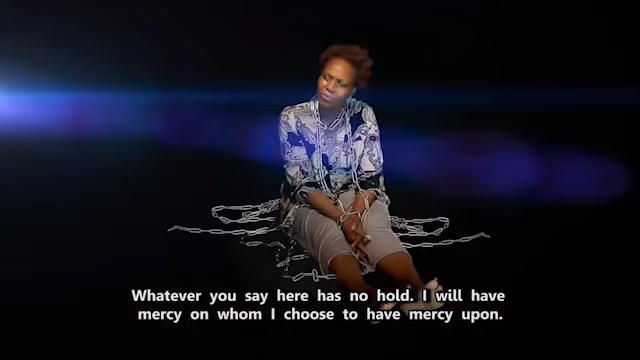 Whatever you say here has no hold. I will have
mercy on whom I choose to have mercy upon.